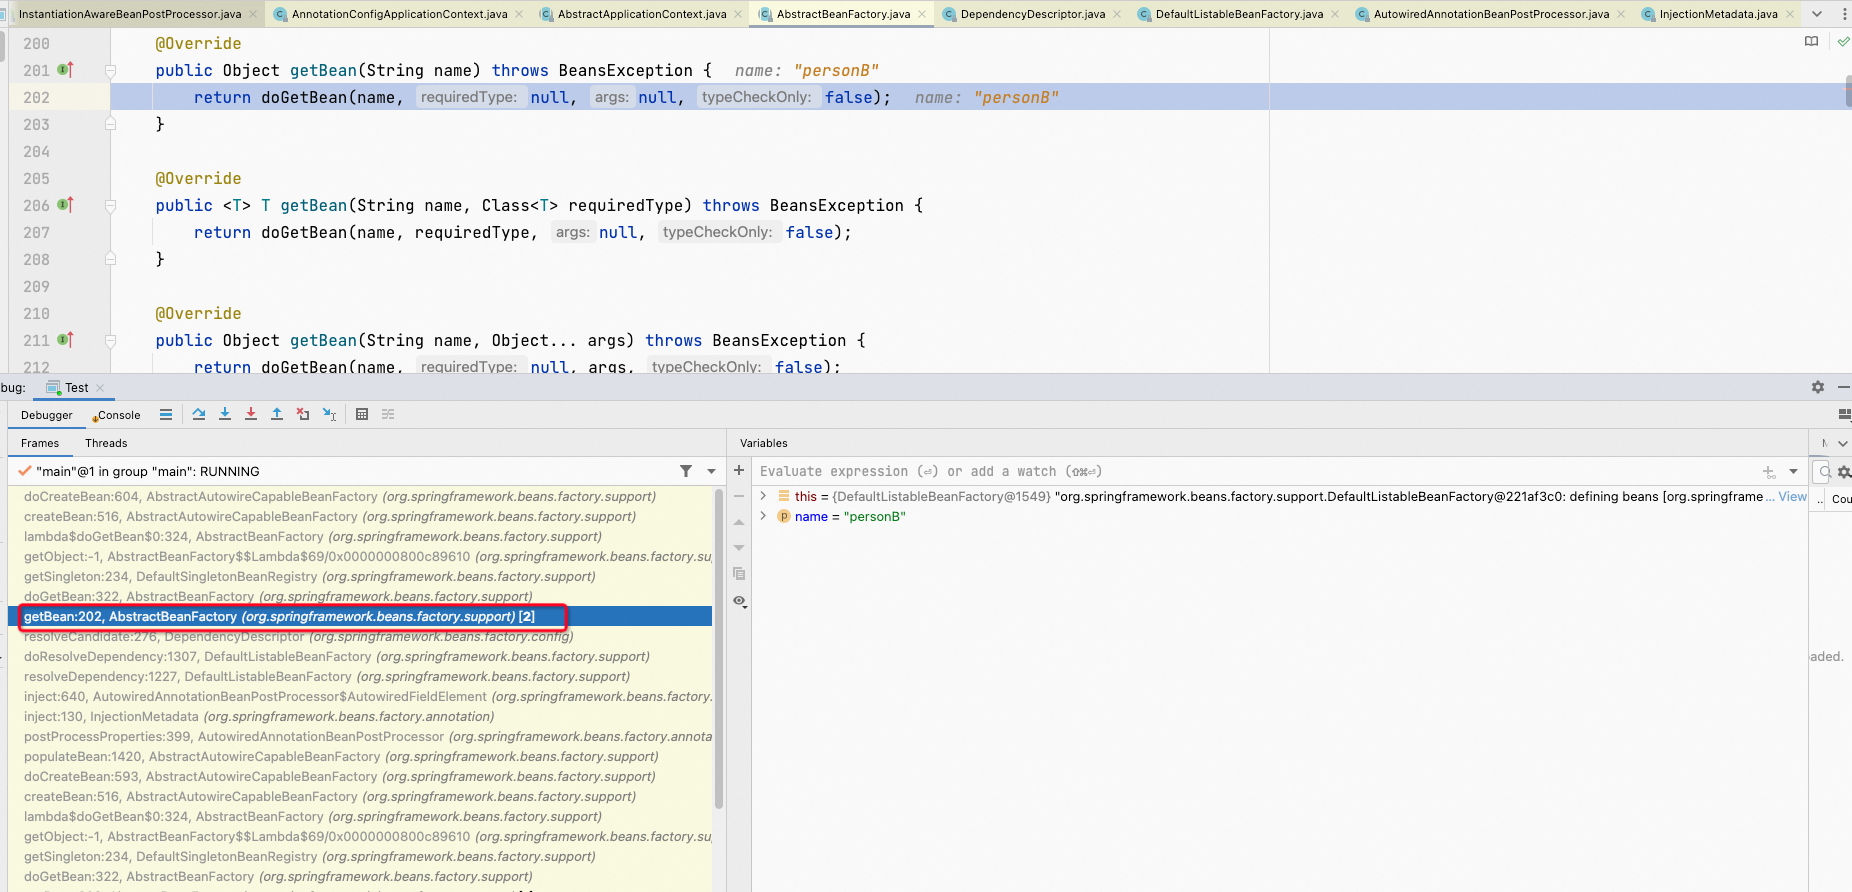 InstantiationAwareBeanPostProcessor.java AnnotationConfigApplicationContext.java AbstractApplicationContext.java AbstractBeanFactory.java DependencyDescriptor.java DefaultListableBeanFactory.java AutowiredAnnotationBeanPostProcessor.java InjectionMetadata.java
200 @Override
201 public Object getBean(String name) throws BeansException { name: "personB"
202 return doGetBean(name, requiredType: null, args: null, typeCheckOnly: false); name: "personB"
203 }
204
205 @Override
206 public <T> T getBean(String name, Class<T> requiredType) throws BeansException {
207 return doGetBean(name, requiredType, args: null, typeCheckOnly: false);
208 }
209
210 @Override
211 public Object getBean(String name, Object... args) throws BeansException {
212 return doGetBean(name, requiredType: null, args, typeCheckOnly: false);
bug: Test
Debugger Console
Frames Threads
Variables
"main"@1 in group "main": RUNNING
Evaluate expression (⏎) or add a watch (⇧⌘⏎)
doCreateBean:604, AbstractAutowireCapableBeanFactory (org.springframework.beans.factory.support)
createBean:516, AbstractAutowireCapableBeanFactory (org.springframework.beans.factory.support)
lambda$doGetBean$0:324, AbstractBeanFactory (org.springframework.beans.factory.support)
getObject:-1, AbstractBeanFactory$$Lambda$69/0x0000000800c89610 (org.springframework.beans.factory.su
getSingleton:234, DefaultSingletonBeanRegistry (org.springframework.beans.factory.support)
doGetBean:322, AbstractBeanFactory (org.springframework.beans.factory.support)
getBean:202, AbstractBeanFactory (org.springframework.beans.factory.support) [2]
resolveCandidate:276, DependencyDescriptor (org.springframework.beans.factory.config)
doResolveDependency:1307, DefaultListableBeanFactory (org.springframework.beans.factory.support)
resolveDependency:1227, DefaultListableBeanFactory (org.springframework.beans.factory.support)
inject:640, AutowiredAnnotationBeanPostProcessor$AutowiredFieldElement (org.springframework.beans.factory.
inject:130, InjectionMetadata (org.springframework.beans.factory.annotation)
postProcessProperties:399, AutowiredAnnotationBeanPostProcessor (org.springframework.beans.factory.annota
populateBean:1420, AbstractAutowireCapableBeanFactory (org.springframework.beans.factory.support)
doCreateBean:593, AbstractAutowireCapableBeanFactory (org.springframework.beans.factory.support)
createBean:516, AbstractAutowireCapableBeanFactory (org.springframework.beans.factory.support)
lambda$doGetBean$0:324, AbstractBeanFactory (org.springframework.beans.factory.support)
getObject:-1, AbstractBeanFactory$$Lambda$69/0x0000000800c89610 (org.springframework.beans.factory.su
getSingleton:234, DefaultSingletonBeanRegistry (org.springframework.beans.factory.support)
doGetBean:322, AbstractBeanFactory (org.springframework.beans.factory.support)
this = {DefaultListableBeanFactory@1549} "org.springframework.beans.factory.support.DefaultListableBeanFactory@221af3c0: defining beans [org.springframe... View
name = "personB"
.. Cou
aded.